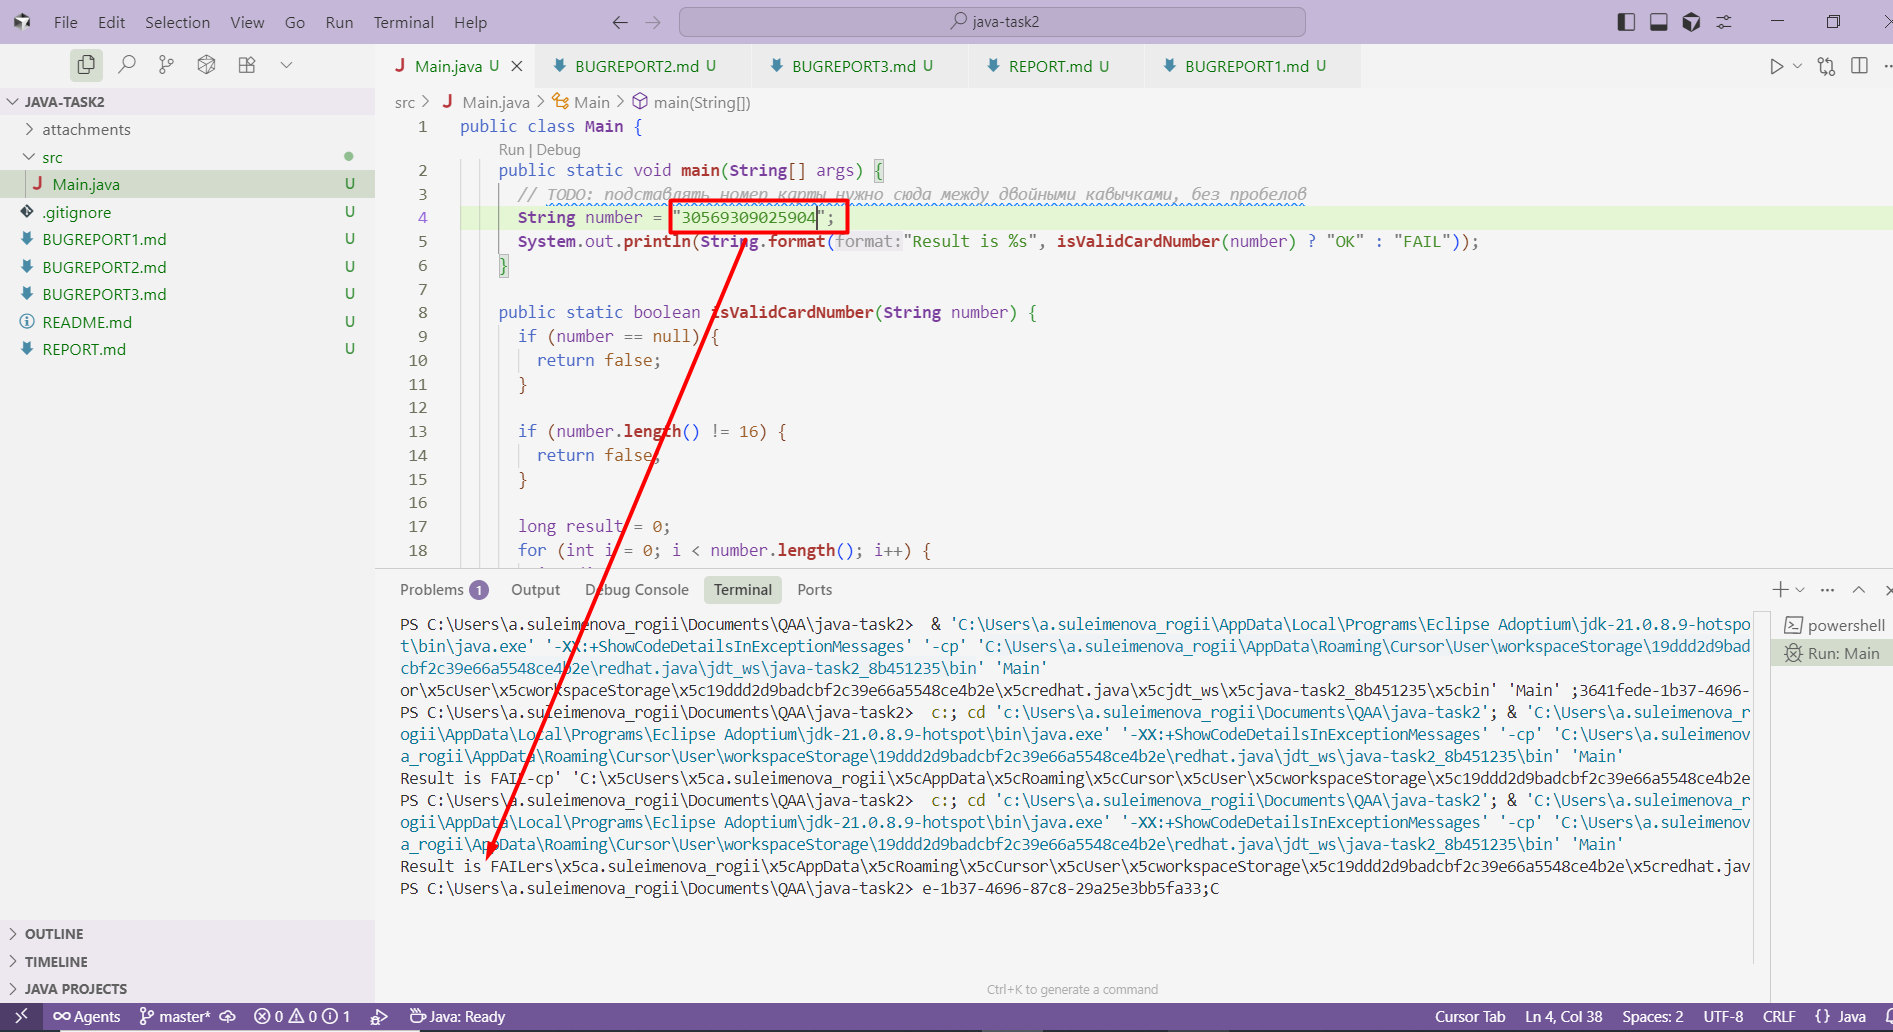 File Edit Selection View Go Run Terminal Help
java-task2
Main.java U
BUGREPORT2.md U
BUGREPORT3.md U
REPORT.md U
BUGREPORT1.md U
JAVA-TASK2
attachments
src
Main.java U
.gitignore U
BUGREPORT1.md U
BUGREPORT2.md U
BUGREPORT3.md U
README.md U
REPORT.md U
OUTLINE
TIMELINE
JAVA PROJECTS
src > Main.java > Main > main(String[])
1 public class Main {
Run | Debug
2 public static void main(String[] args) {
3 // TODO: подставлять номер карты нужно сюда между двойными кавычками, без пробелов
4 String number = "30569309025904";
5 System.out.println(String.format(format:"Result is %s", isValidCardNumber(number) ? "OK" : "FAIL"));
6 }
7
8 public static boolean isValidCardNumber(String number) {
9 if (number == null) {
10 return false;
11 }
12
13 if (number.length() != 16) {
14 return false;
15 }
16
17 long result = 0;
18 for (int i = 0; i < number.length(); i++) {
Problems 1 Output Debug Console Terminal Ports
PS C:\Users\a.suleimenova_rogii\Documents\QAA\java-task2> & 'C:\Users\a.suleimenova_rogii\AppData\Local\Programs\Eclipse Adoptium\jdk-21.0.8.9-hotspo
t\bin\java.exe' '-XX:+ShowCodeDetailsInExceptionMessages' '-cp' 'C:\Users\a.suleimenova_rogii\AppData\Roaming\Cursor\User\workspaceStorage\19ddd2d9bad
cbf2c39e66a5548ce4b2e\redhat.java\jdt_ws\java-task2_8b451235\bin' 'Main'
or\x5cUser\x5cworkspaceStorage\x5c19ddd2d9badcbf2c39e66a5548ce4b2e\x5credhat.java\x5cjdt_ws\x5cjava-task2_8b451235\x5cbin' 'Main' ;3641fede-1b37-4696-
PS C:\Users\a.suleimenova_rogii\Documents\QAA\java-task2> c:; cd 'c:\Users\a.suleimenova_rogii\Documents\QAA\java-task2'; & 'C:\Users\a.suleimenova_r
ogii\AppData\Local\Programs\Eclipse Adoptium\jdk-21.0.8.9-hotspot\bin\java.exe' '-XX:+ShowCodeDetailsInExceptionMessages' '-cp' 'C:\Users\a.suleimenov
a_rogii\AppData\Roaming\Cursor\User\workspaceStorage\19ddd2d9badcbf2c39e66a5548ce4b2e\redhat.java\jdt_ws\java-task2_8b451235\bin' 'Main'
Result is FAIL-cp' 'C:\x5cUsers\x5ca.suleimenova_rogii\x5cAppData\x5cRoaming\x5cCursor\x5cUser\x5cworkspaceStorage\x5c19ddd2d9badcbf2c39e66a5548ce4b2e
PS C:\Users\a.suleimenova_rogii\Documents\QAA\java-task2> c:; cd 'c:\Users\a.suleimenova_rogii\Documents\QAA\java-task2'; & 'C:\Users\a.suleimenova_r
ogii\AppData\Local\Programs\Eclipse Adoptium\jdk-21.0.8.9-hotspot\bin\java.exe' '-XX:+ShowCodeDetailsInExceptionMessages' '-cp' 'C:\Users\a.suleimenov
a_rogii\AppData\Roaming\Cursor\User\workspaceStorage\19ddd2d9badcbf2c39e66a5548ce4b2e\redhat.java\jdt_ws\java-task2_8b451235\bin' 'Main'
Result is FAILers\x5ca.suleimenova_rogii\x5cAppData\x5cRoaming\x5cCursor\x5cUser\x5cworkspaceStorage\x5c19ddd2d9badcbf2c39e66a5548ce4b2e\x5credhat.jav
PS C:\Users\a.suleimenova_rogii\Documents\QAA\java-task2> e-1b37-4696-87c8-29a25e3bb5fa33;C
Ctrl+K to generate a command
powershell
Run: Main
Agents master* 0 0 1 Java: Ready
Cursor Tab Ln 4, Col 38 Spaces: 2 UTF-8 CRLF {} Java